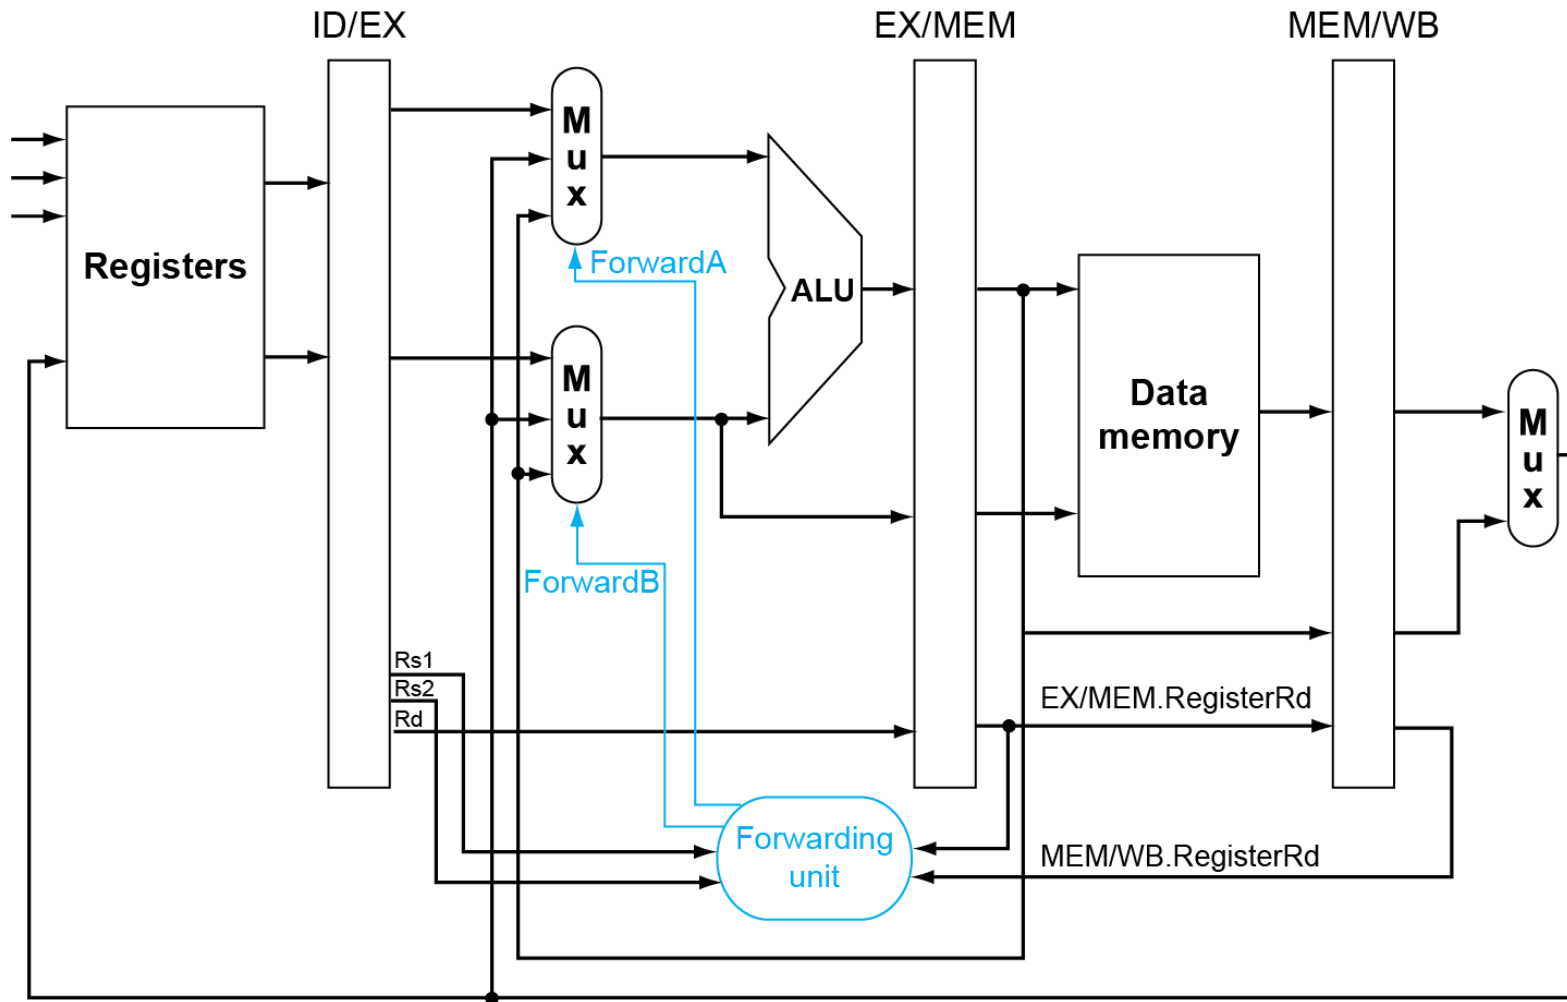 ID/EX
EX/MEM
MEM/WB
M
u
x
Registers
ForwardA
ALU
M
u
x
Data
memory
M
u
x
ForwardB
Rs1
Rs2
Rd
EX/MEM.RegisterRd
Forwarding
unit
MEM/WB.RegisterRd